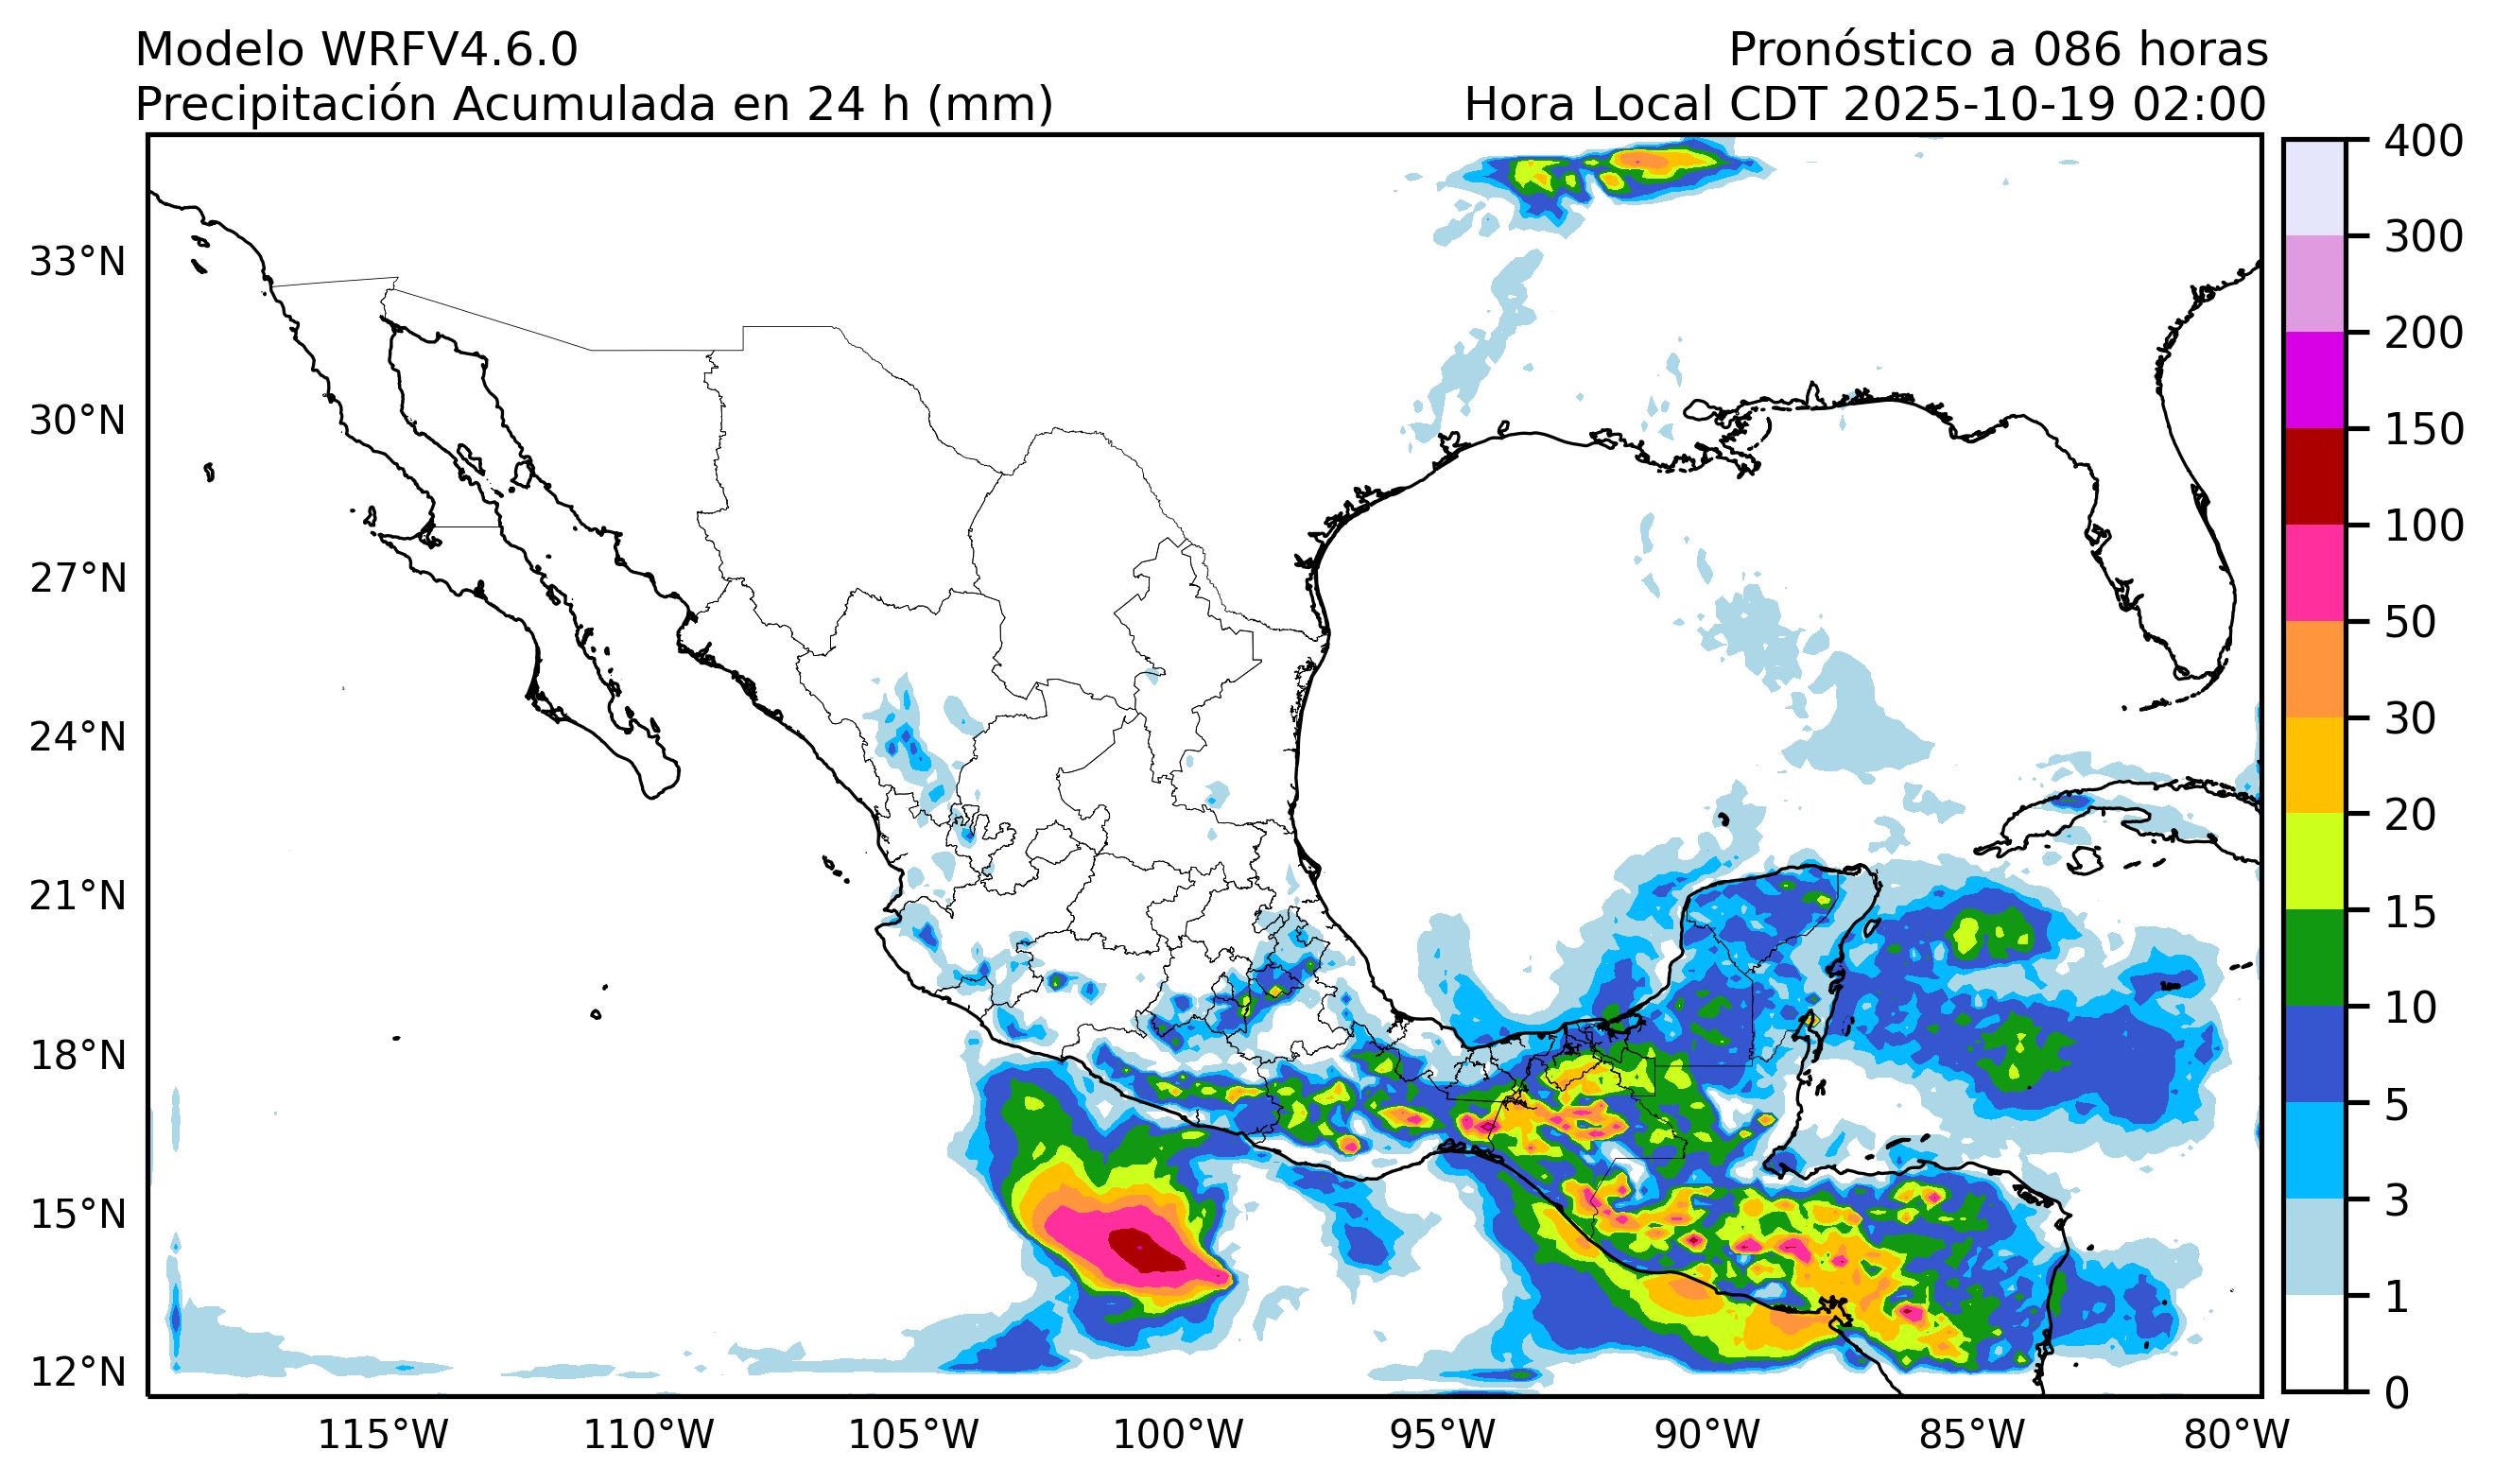 Modelo WRFV4.6.0
Pronóstico a 086 horas
Precipitación Acumulada en 24 h (mm)
Hora Local CDT 2025-10-19 02:00
33°N
30°N
27°N
24°N
21°N
18°N
15°N
12°N
115°W
110°W
105°W
100°W
95°W
90°W
85°W
80°W
400
300
200
150
100
50
30
20
15
10
5
3
1
0